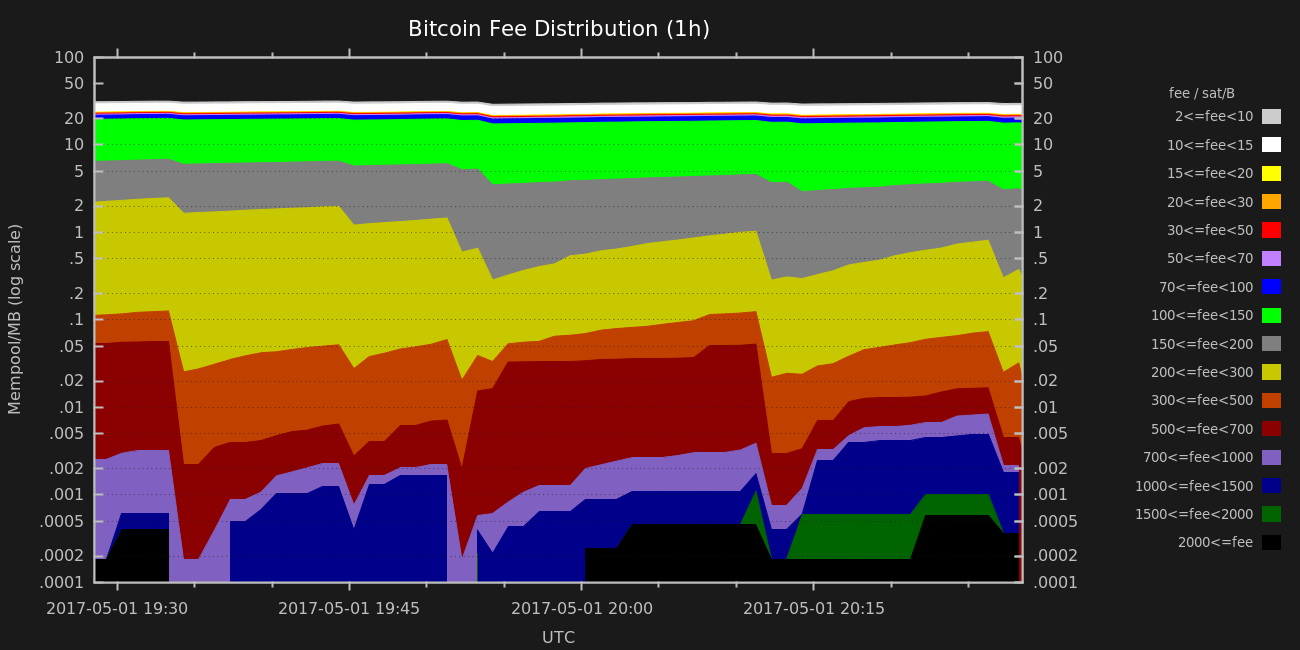 Bitcoin Fee Distribution (1h)
Mempool/MB (log scale)
100
50
20
10
5
2
1
.5
.2
.1
.05
.02
.01
.005
.002
.001
.0005
.0002
.0001
100
50
20
10
5
2
1
.5
.2
.1
.05
.02
.01
.005
.002
.001
.0005
.0002
.0001
fee / sat/B
2<=fee<10
10<=fee<15
15<=fee<20
20<=fee<30
30<=fee<50
50<=fee<70
70<=fee<100
100<=fee<150
150<=fee<200
200<=fee<300
300<=fee<500
500<=fee<700
700<=fee<1000
1000<=fee<1500
1500<=fee<2000
2000<=fee
2017-05-01 19:30 2017-05-01 19:45 2017-05-01 20:00 2017-05-01 20:15
UTC